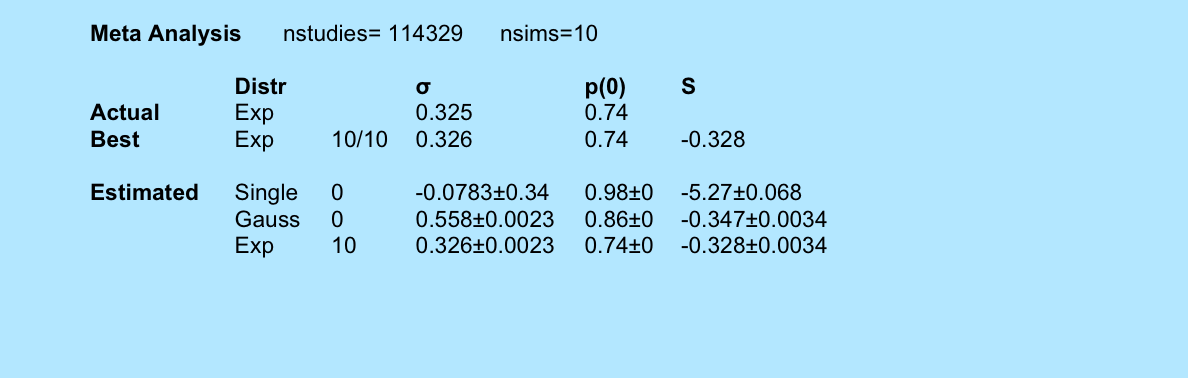 Meta Analysis nstudies= 114329 nsims=10
Distr σ p(0) S
Actual Exp 0.325 0.74
Best Exp 10/10 0.326 0.74 -0.328
Estimated Single 0 -0.0783±0.34 0.98±0 -5.27±0.068
Gauss 0 0.558±0.0023 0.86±0 -0.347±0.0034
Exp 10 0.326±0.0023 0.74±0 -0.328±0.0034